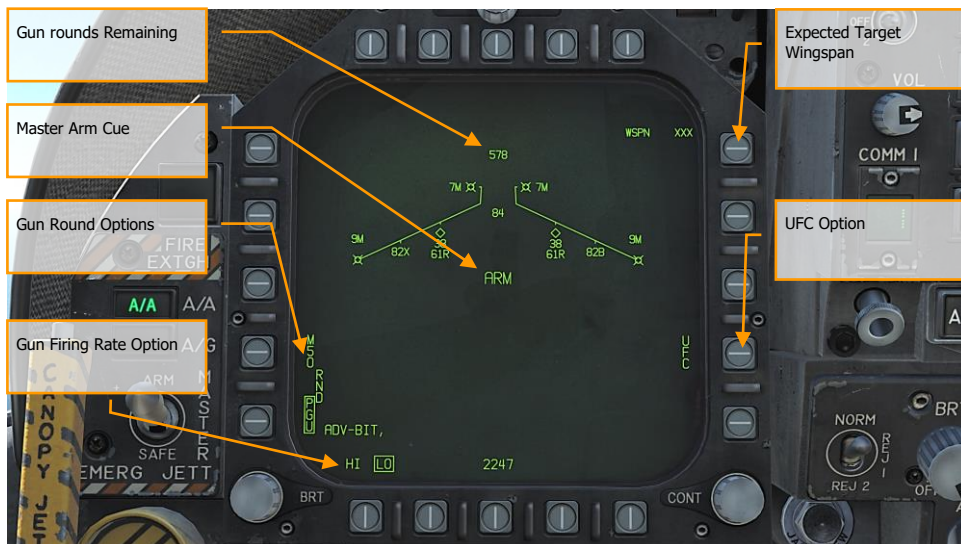 Gun rounds Remaining
Master Arm Cue
Gun Round Options
Gun Firing Rate Option
Expected Target
Wingspan
UFC Option
WSPN XXX
578
7M 7M
84
9M 9M
38 38
82X 61R 61R 82B
ARM
M50
RND
PGU
UFC
ADV-BIT,
HI LO 2247
BRT
CONT
FIRE
EXTGH
A/A A/A
A/G
ARM
SAFE
MASTER
EMERG JETT
CANOPY JET
OFF
VOL
COMM 1
A
NORM
REJ 1
REJ 2
BRT
OFF